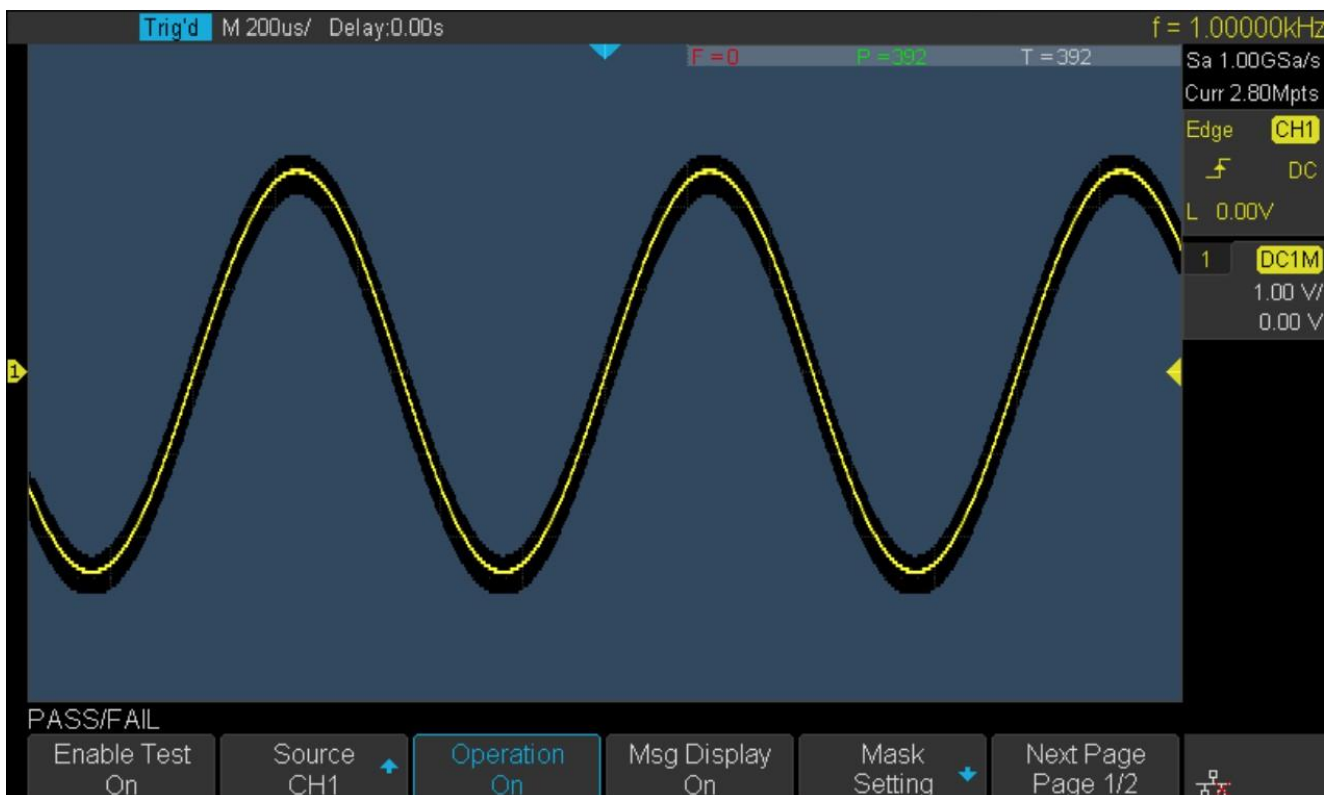 Trig'd M 200us/ Delay:0.00s f = 1.00000kHz
F =0 P =392 T =392
Sa 1.00GSa/s
Curr 2.80Mpts
Edge CH1
DC
L 0.00V
1 DC1M
1.00 V/
0.00 V
1
PASS/FAIL
Enable Test Source Operation Msg Display Mask Next Page
On CH1 On On Setting Page 1/2